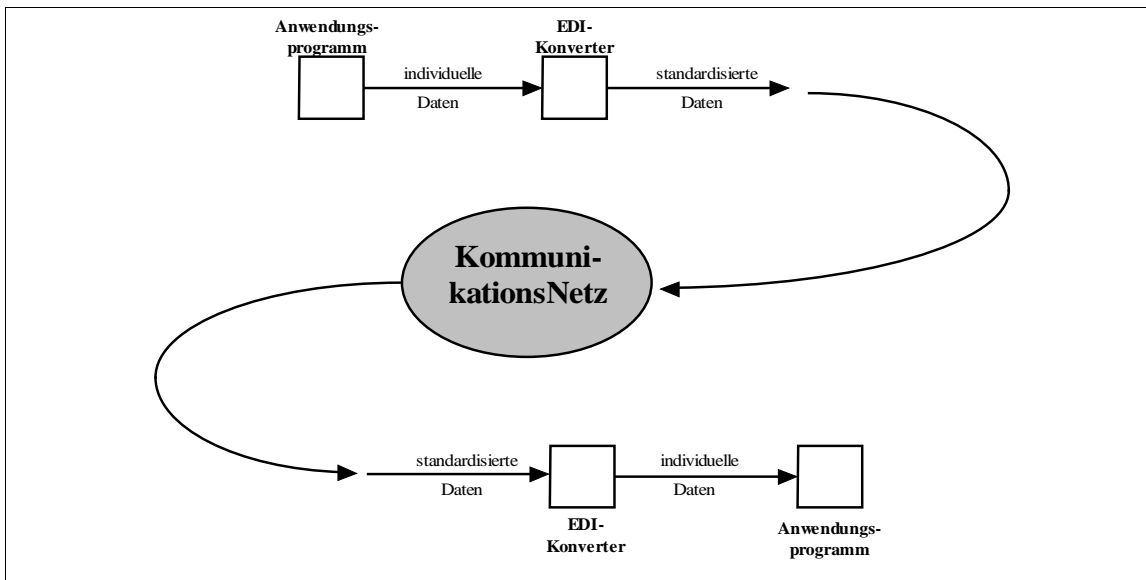 Anwendungs-
programm
EDI-
Konverter
individuelle
Daten
standardisierte
Daten
Kommuni-
kationsNetz
standardisierte
Daten
individuelle
Daten
EDI-
Konverter
Anwendungs-
programm